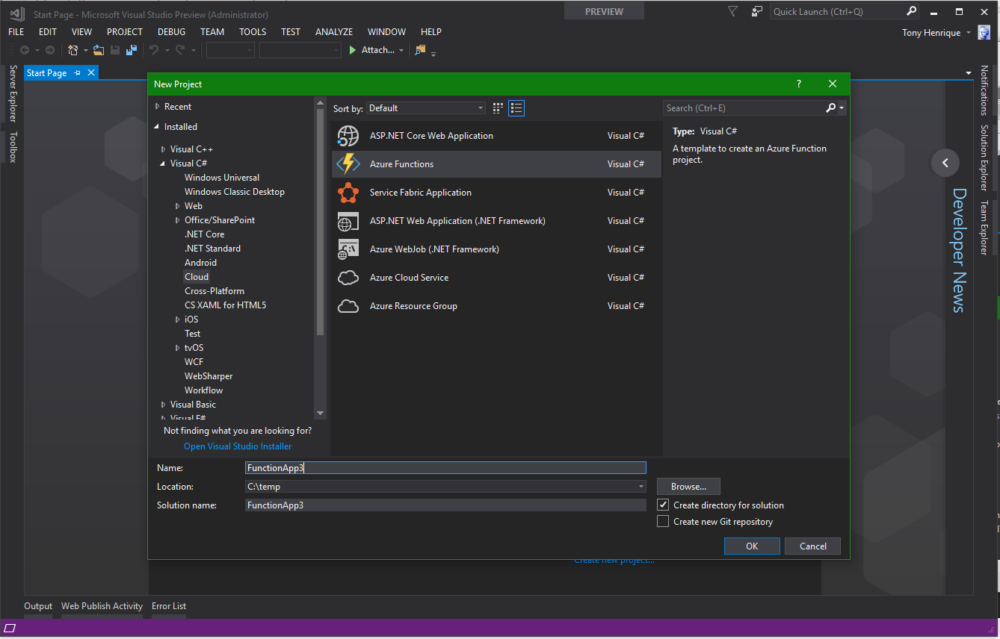 Start Page - Microsoft Visual Studio Preview (Administrator)
PREVIEW
Quick Launch (Ctrl+Q)
FILE EDIT VIEW PROJECT DEBUG TEAM TOOLS TEST ANALYZE WINDOW HELP
Tony Henrique
Attach...
Server Explorer
Toolbox
Start Page
Notifications
Solution Explorer
Team Explorer
Developer News
New Project
?
Recent
Installed
Visual C++
Visual C#
Windows Universal
Windows Classic Desktop
Web
Office/SharePoint
.NET Core
.NET Standard
Android
Cloud
Cross-Platform
CS XAML for HTML5
iOS
Test
tvOS
WCF
WebSharper
Workflow
Visual Basic
Visual F#
Not finding what you are looking for?
Open Visual Studio Installer
Sort by: Default
ASP.NET Core Web Application Visual C#
Azure Functions Visual C#
Service Fabric Application Visual C#
ASP.NET Web Application (.NET Framework) Visual C#
Azure WebJob (.NET Framework) Visual C#
Azure Cloud Service Visual C#
Azure Resource Group Visual C#
Search (Ctrl+E)
Type: Visual C#
A template to create an Azure Function
project.
Name: FunctionApp3
Location: C:\temp
Browse...
Solution name: FunctionApp3
Create directory for solution
Create new Git repository
OK Cancel
Create new project...
Output Web Publish Activity Error List